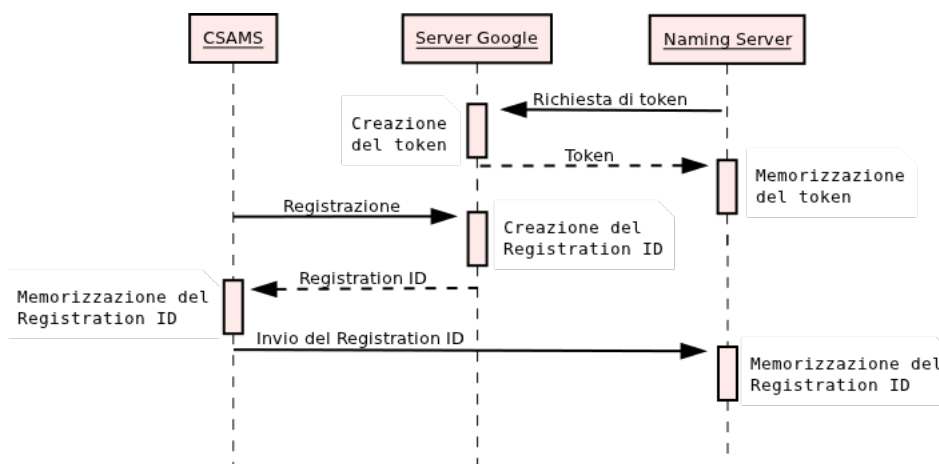 CSAMS
Server Google
Naming Server
Richiesta di token
Creazione
del token
Token
Memorizzazione
del token
Registrazione
Creazione del
Registration ID
Registration ID
Memorizzazione del
Registration ID
Invio del Registration ID
Memorizzazione del
Registration ID